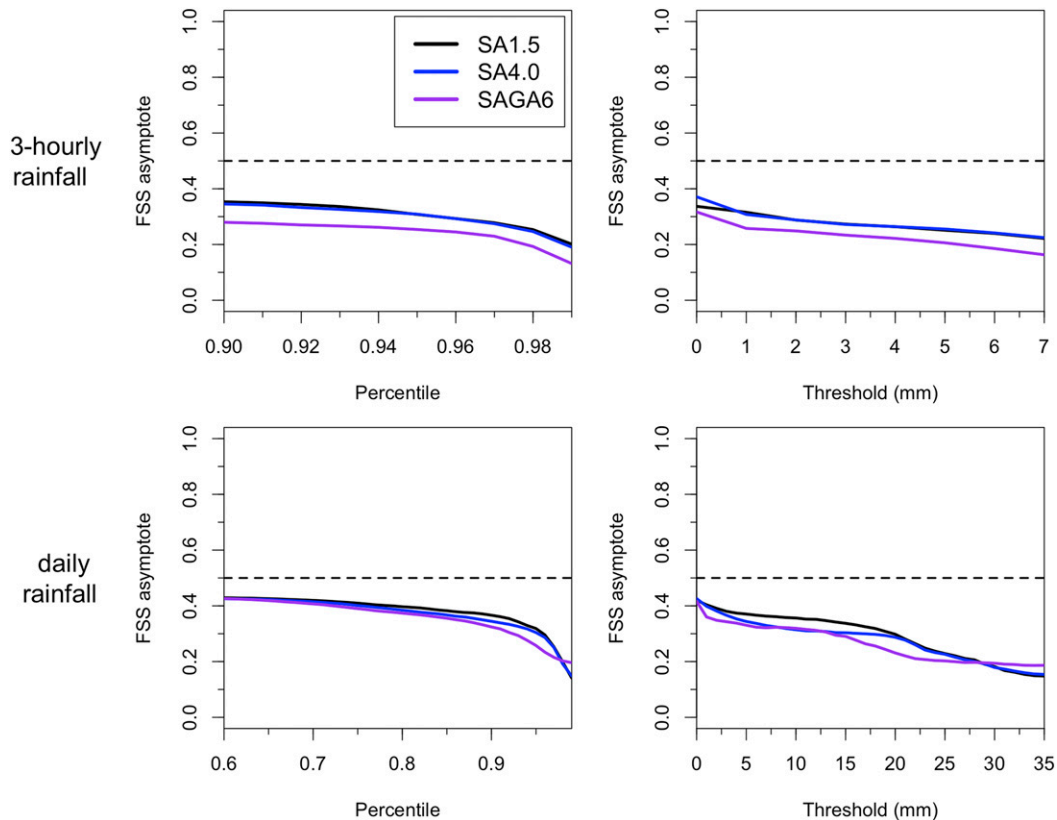 SA1.5
SA4.0
SAGA6
3-hourly
rainfall
FSS asymptote
0.0 0.2 0.4 0.6 0.8 1.0
0.90 0.92 0.94 0.96 0.98
Percentile
FSS asymptote
0.0 0.2 0.4 0.6 0.8 1.0
0 1 2 3 4 5 6 7
Threshold (mm)
daily
rainfall
FSS asymptote
0.0 0.2 0.4 0.6 0.8 1.0
0.6 0.7 0.8 0.9
Percentile
FSS asymptote
0.0 0.2 0.4 0.6 0.8 1.0
0 5 10 15 20 25 30 35
Threshold (mm)